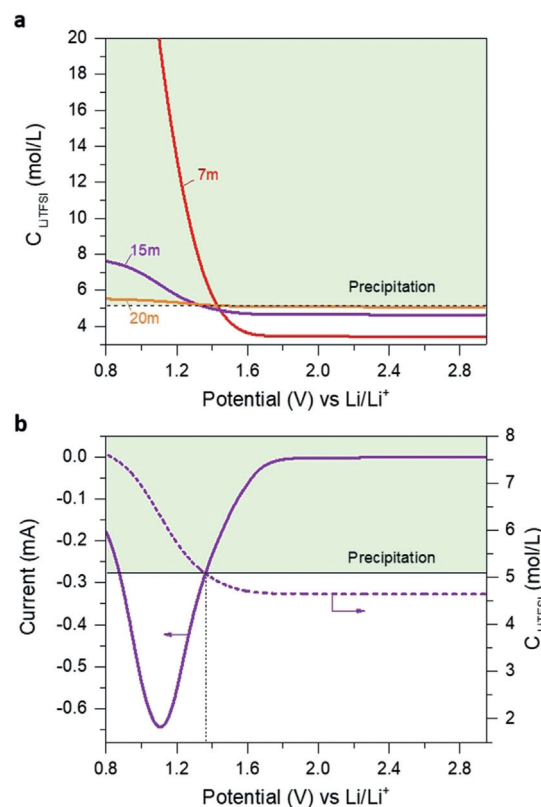 a
C LiTFSI (mol/L)
20
18
16
14
12
10
8
6
4
7m
15m
20m
Precipitation
0.8 1.2 1.6 2.0 2.4 2.8
Potential (V) vs Li/Li+
b
Current (mA)
0.0
-0.1
-0.2
-0.3
-0.4
-0.5
-0.6
Precipitation
8
7
6
5
4
3
2
C LiTFSI (mol/L)
0.8 1.2 1.6 2.0 2.4 2.8
Potential (V) vs Li/Li+